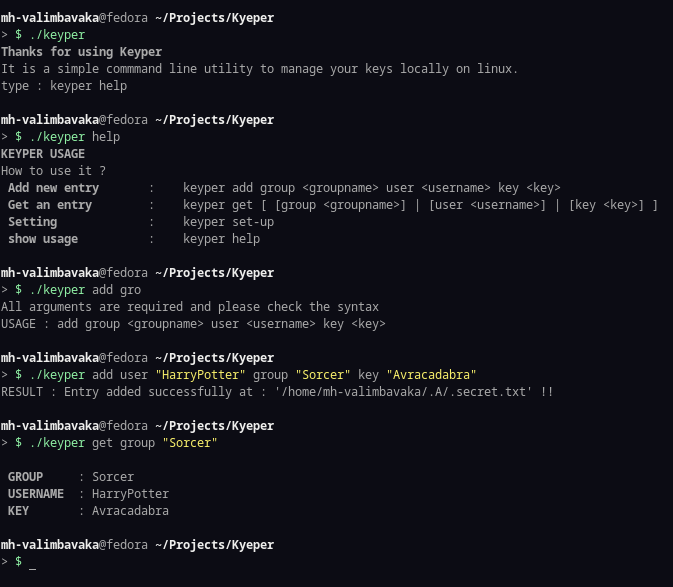 mh-valimbavaka@fedora ~/Projects/Kyeper
> $ ./keyper
Thanks for using Keyper
It is a simple commmand line utility to manage your keys locally on linux.
type : keyper help
mh-valimbavaka@fedora ~/Projects/Kyeper
> $ ./keyper help
KEYPER USAGE
How to use it ?
Add new entry : keyper add group <groupname> user <username> key <key>
Get an entry : keyper get [ [group <groupname>] | [user <username>] | [key <key>] ]
Setting : keyper set-up
show usage : keyper help
mh-valimbavaka@fedora ~/Projects/Kyeper
> $ ./keyper add gro
All arguments are required and please check the syntax
USAGE : add group <groupname> user <username> key <key>
mh-valimbavaka@fedora ~/Projects/Kyeper
> $ ./keyper add user "HarryPotter" group "Sorcer" key "Avracadabra"
RESULT : Entry added successfully at : '/home/mh-valimbavaka/.A/.secret.txt' !!
mh-valimbavaka@fedora ~/Projects/Kyeper
> $ ./keyper get group "Sorcer"
GROUP : Sorcer
USERNAME : HarryPotter
KEY : Avracadabra
mh-valimbavaka@fedora ~/Projects/Kyeper
> $ _